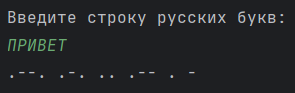 Введите строку русских букв:
ПРИВЕТ
.--. .-. .. .-- . -